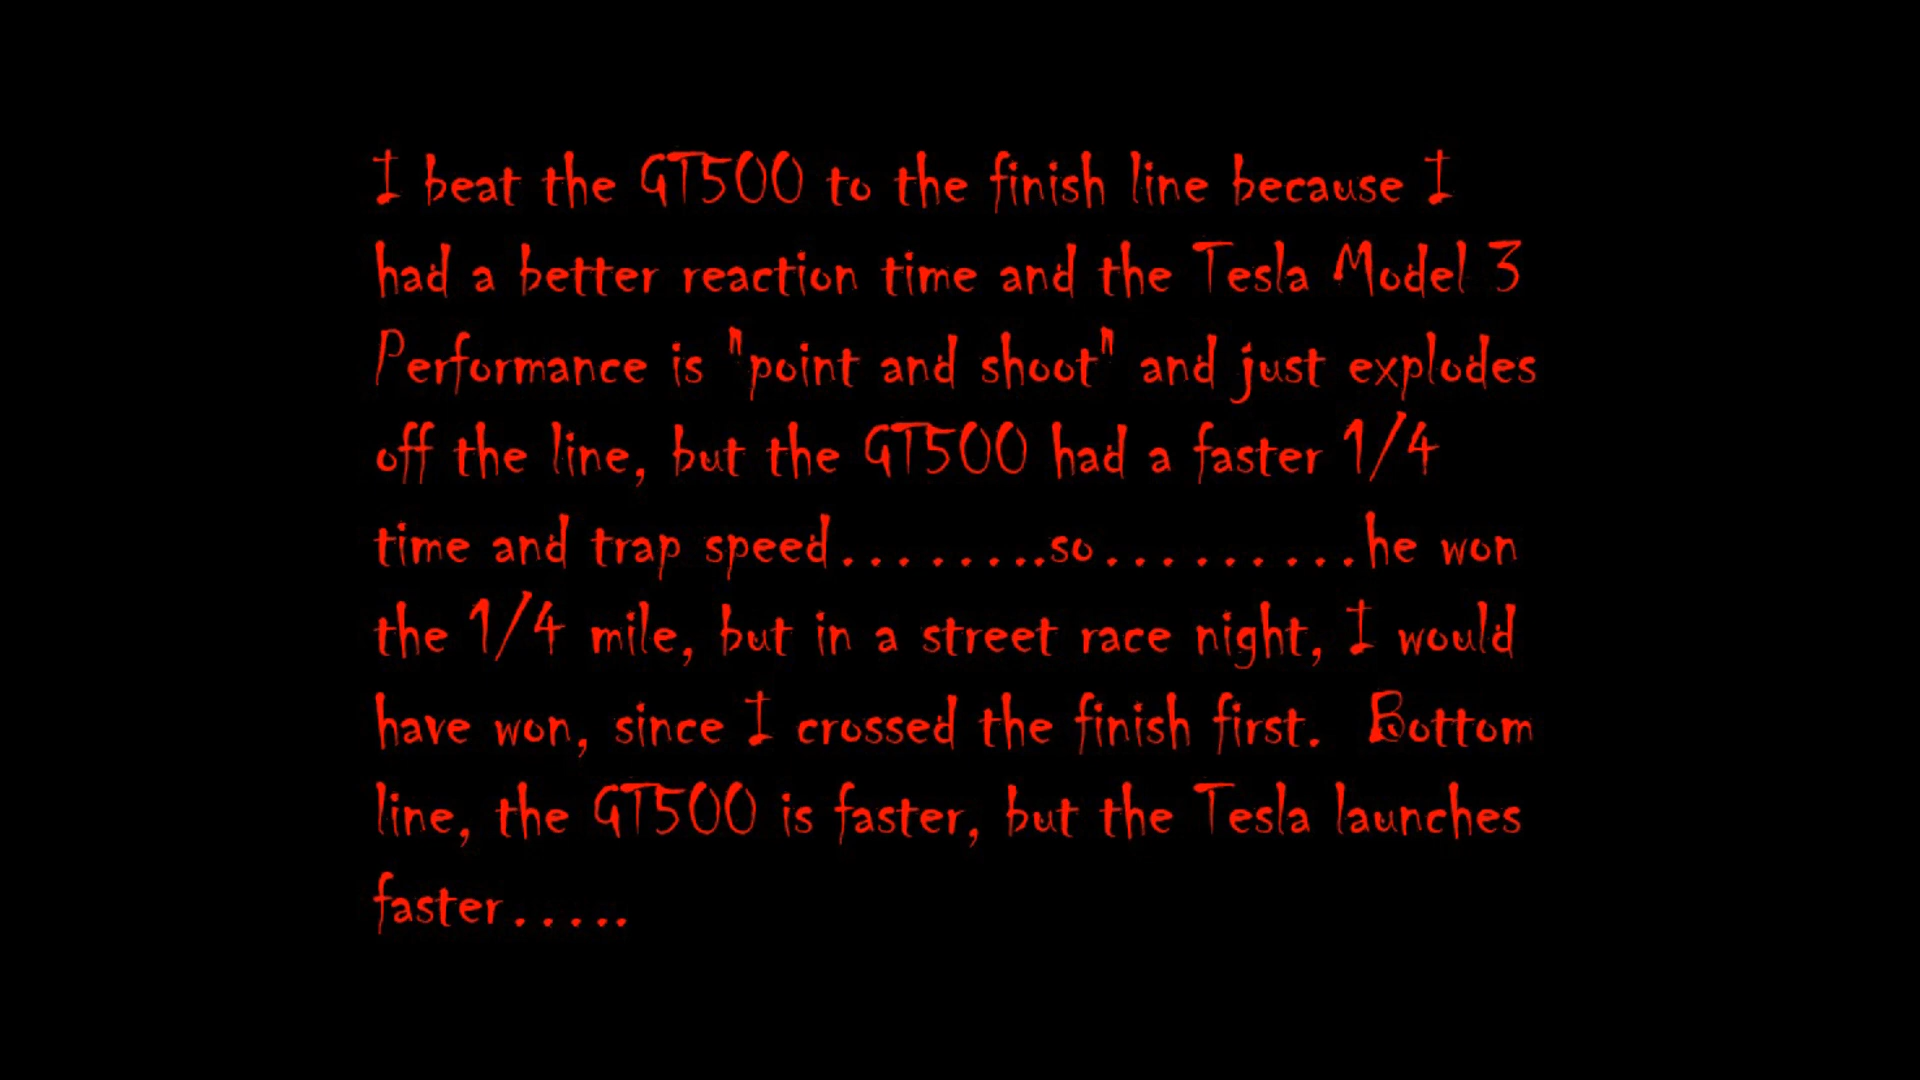 I beat the GT500 to the finish line because I
had a better reaction time and the Tesla Model 3
Performance is "point and shoot" and just explodes
off the line, but the GT500 had a faster 1/4
time and trap speed........so.........he won
the 1/4 mile, but in a street race night, I would
have won, since I crossed the finish first.  Bottom
line, the GT500 is faster, but the Tesla launches
faster.....